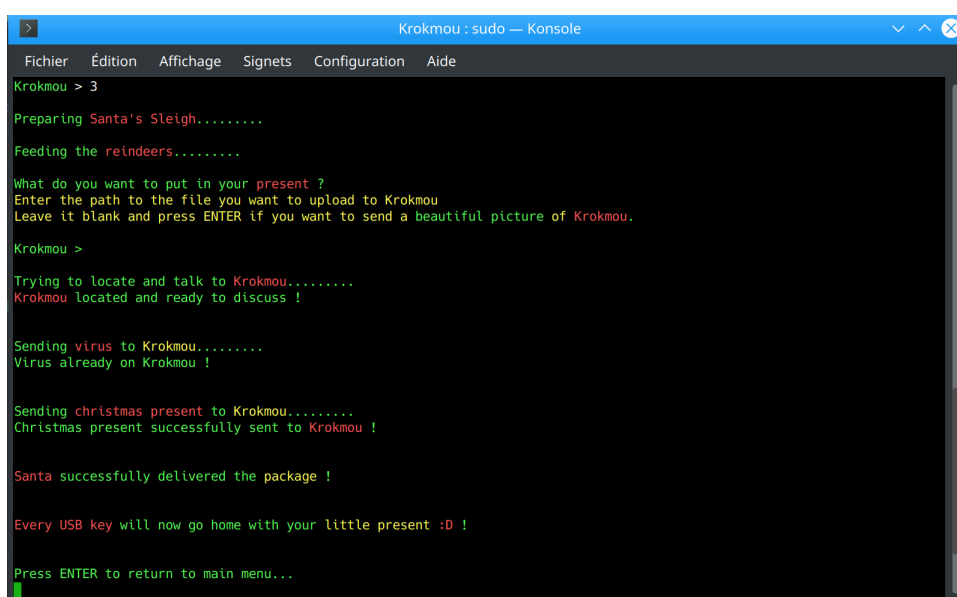 Krokmou : sudo — Konsole
Fichier Édition Affichage Signets Configuration Aide
Krokmou > 3
Preparing Santa's Sleigh.........
Feeding the reindeers.........
What do you want to put in your present ?
Enter the path to the file you want to upload to Krokmou
Leave it blank and press ENTER if you want to send a beautiful picture of Krokmou.
Krokmou >
Trying to locate and talk to Krokmou.........
Krokmou located and ready to discuss !
Sending virus to Krokmou.........
Virus already on Krokmou !
Sending christmas present to Krokmou.........
Christmas present successfully sent to Krokmou !
Santa successfully delivered the package !
Every USB key will now go home with your little present :D !
Press ENTER to return to main menu...